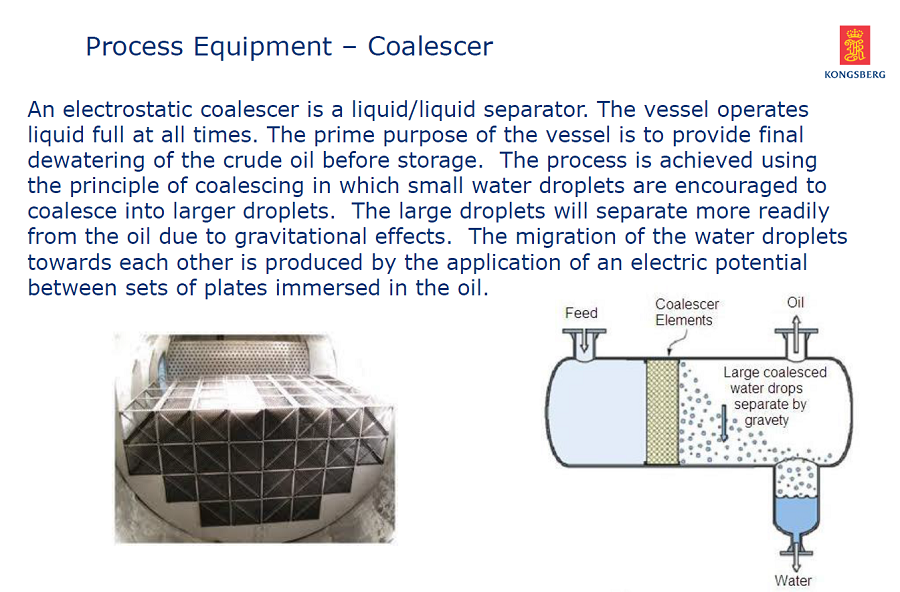 Process Equipment – Coalescer
KONGSBERG
An electrostatic coalescer is a liquid/liquid separator. The vessel operates
liquid full at all times. The prime purpose of the vessel is to provide final
dewatering of the crude oil before storage.  The process is achieved using
the principle of coalescing in which small water droplets are encouraged to
coalesce into larger droplets.  The large droplets will separate more readily
from the oil due to gravitational effects.  The migration of the water droplets
towards each other is produced by the application of an electric potential
between sets of plates immersed in the oil.
Feed
Coalescer
Elements
Oil
Large coalesced
water drops
separate by
gravety
Water